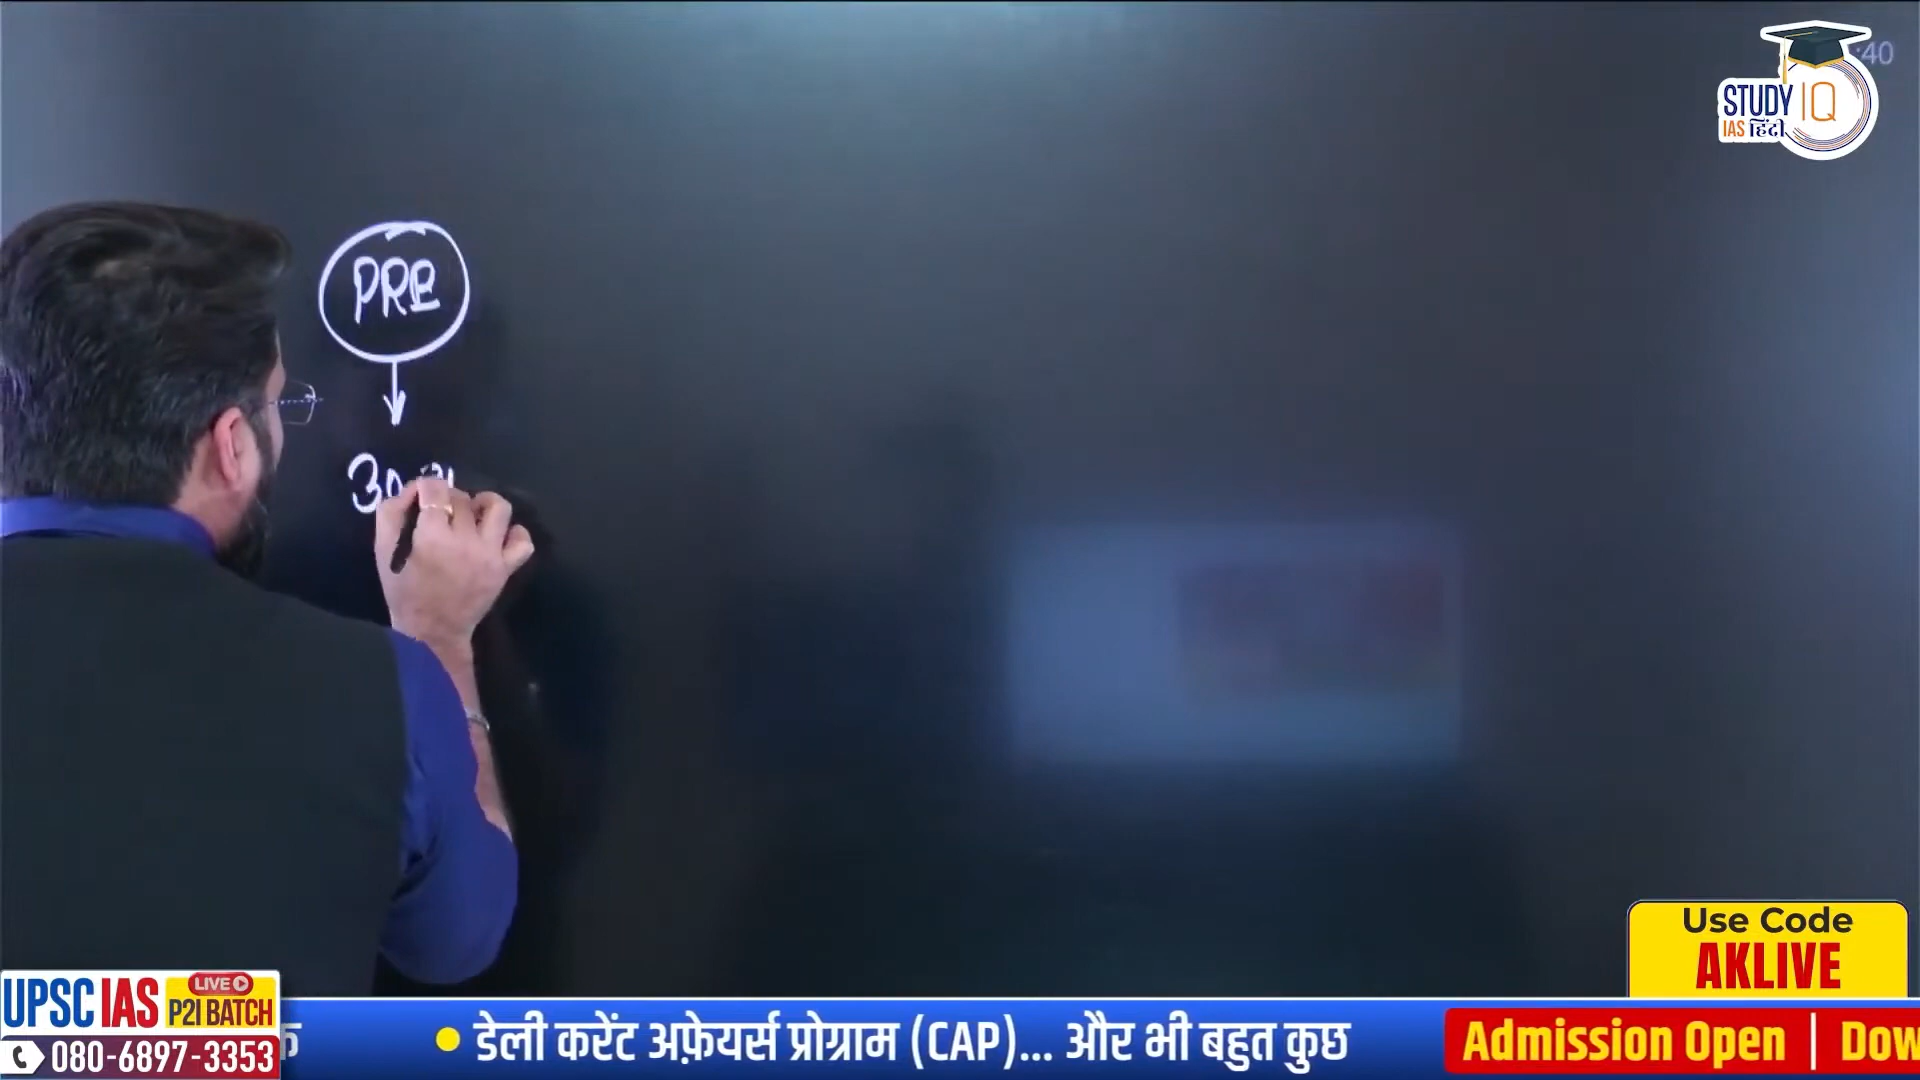 :40
STUDY IQ
IAS हिंदी
PRE
Use Code
AKLIVE
UPSC IAS LIVE
P2I BATCH
080-6897-3353
डेली करेंट अफ़ेयर्स प्रोग्राम (CAP)... और भी बहुत कुछ
Admission Open